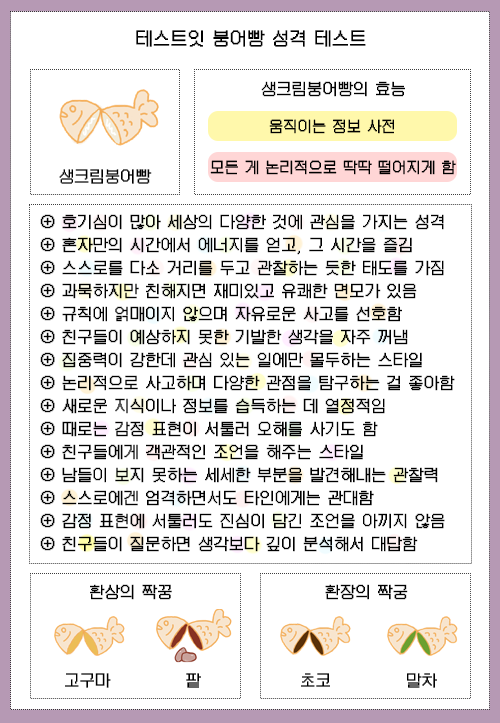 테스트잇 붕어빵 성격 테스트
생크림붕어빵
생크림붕어빵의 효능
움직이는 정보 사전
모든 게 논리적으로 딱딱 떨어지게 함
⊕ 호기심이 많아 세상의 다양한 것에 관심을 가지는 성격
⊕ 혼자만의 시간에서 에너지를 얻고, 그 시간을 즐김
⊕ 스스로를 다소 거리를 두고 관찰하는 듯한 태도를 가짐
⊕ 과묵하지만 친해지면 재미있고 유쾌한 면모가 있음
⊕ 규칙에 얽매이지 않으며 자유로운 사고를 선호함
⊕ 친구들이 예상하지 못한 기발한 생각을 자주 꺼냄
⊕ 집중력이 강한데 관심 있는 일에만 몰두하는 스타일
⊕ 논리적으로 사고하며 다양한 관점을 탐구하는 걸 좋아함
⊕ 새로운 지식이나 정보를 습득하는 데 열정적임
⊕ 때로는 감정 표현이 서툴러 오해를 사기도 함
⊕ 친구들에게 객관적인 조언을 해주는 스타일
⊕ 남들이 보지 못하는 세세한 부분을 발견해내는 관찰력
⊕ 스스로에겐 엄격하면서도 타인에게는 관대함
⊕ 감정 표현에 서툴러도 진심이 담긴 조언을 아끼지 않음
⊕ 친구들이 질문하면 생각보다 깊이 분석해서 대답함
환상의 짝꿍
고구마
팥
환장의 짝궁
초코
말차